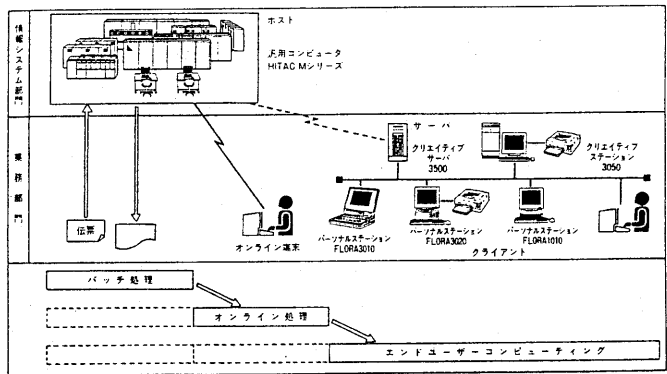 情報システム部門
ホスト
汎用コンピュータ
HITAC Mシリーズ
業務部門
サーバ
クリエイティブ
サーバ
3500
クリエイティブ
ステーション
3050
伝票
オンライン端末
パーソナルステーション
FLORA3010
パーソナルステーション
FLORA3020
パーソナルステーション
FLORA1010
クライアント
バッチ処理
オンライン処理
エンドユーザーコンピューティング